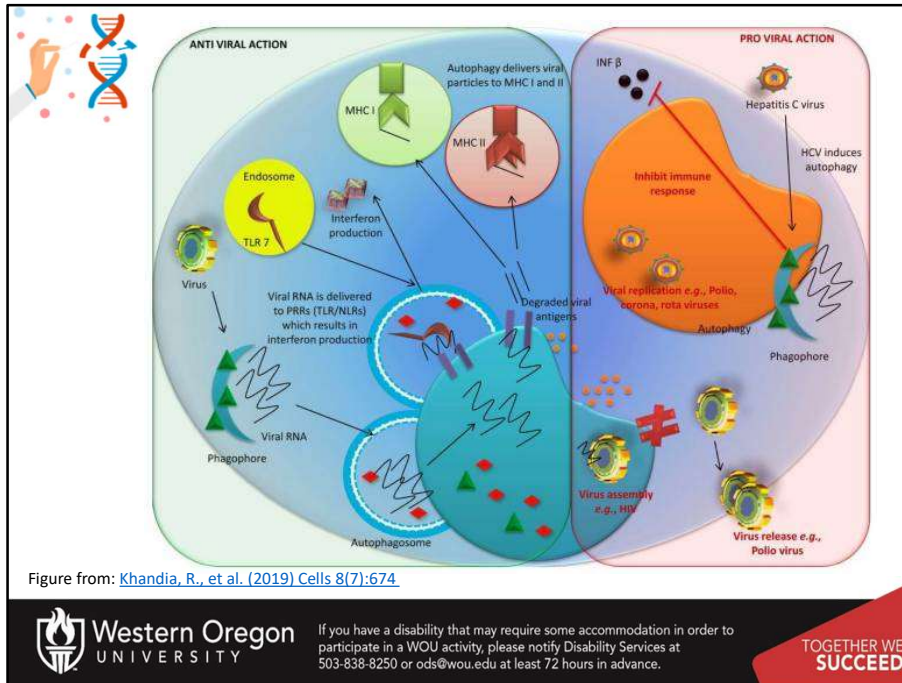 ANTI VIRAL ACTION
PRO VIRAL ACTION
MHC I
Autophagy delivers viral
particles to MHC I and II
MHC II
INF β
Hepatitis C virus
HCV induces
autophagy
Endosome
TLR 7
Interferon
production
Inhibit immune
response
Virus
Viral RNA is delivered
to PRRs (TLR/NLRs)
which results in
interferon production
Degraded viral
antigens
Viral replication e.g., Polio,
corona, rota viruses
Autophagy
Phagophore
Viral RNA
Phagophore
Autophagosome
Virus assembly
e.g., HIV
Virus release e.g.,
Polio virus
Figure from: Khandia, R., et al. (2019) Cells 8(7):674
Western Oregon
UNIVERSITY
If you have a disability that may require some accommodation in order to
participate in a WOU activity, please notify Disability Services at
503-838-8250 or ods@wou.edu at least 72 hours in advance.
TOGETHER WE
SUCCEED